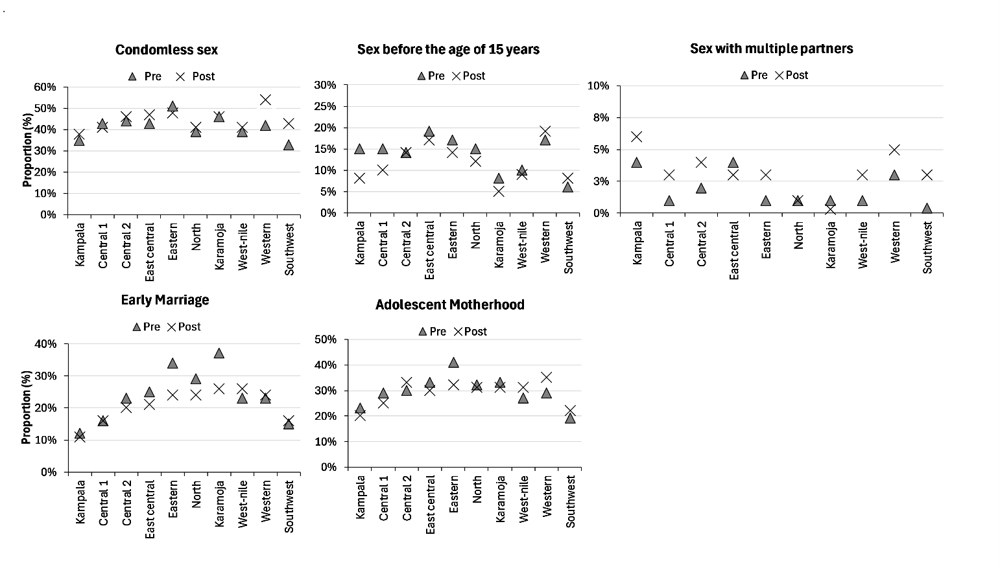 Condomless sex
Pre Post
Proportion (%)
60%
50%
40%
30%
20%
10%
0%
Kampala
Central 1
Central 2
East central
Eastern
North
Karamoja
West-nile
Western
Southwest
Sex before the age of 15 years
Pre Post
30%
25%
20%
15%
10%
5%
0%
Kampala
Central 1
Central 2
East central
Eastern
North
Karamoja
West-nile
Western
Southwest
Sex with multiple partners
Pre Post
10%
8%
5%
3%
0%
Kampala
Central 1
Central 2
East central
Eastern
North
Karamoja
West-nile
Western
Southwest
Early Marriage
Pre Post
Proportion (%)
40%
30%
20%
10%
0%
Kampala
Central 1
Central 2
East central
Eastern
North
Karamoja
West-nile
Western
Southwest
Adolescent Motherhood
Pre Post
50%
40%
30%
20%
10%
0%
Kampala
Central 1
Central 2
East central
Eastern
North
Karamoja
West-nile
Western
Southwest